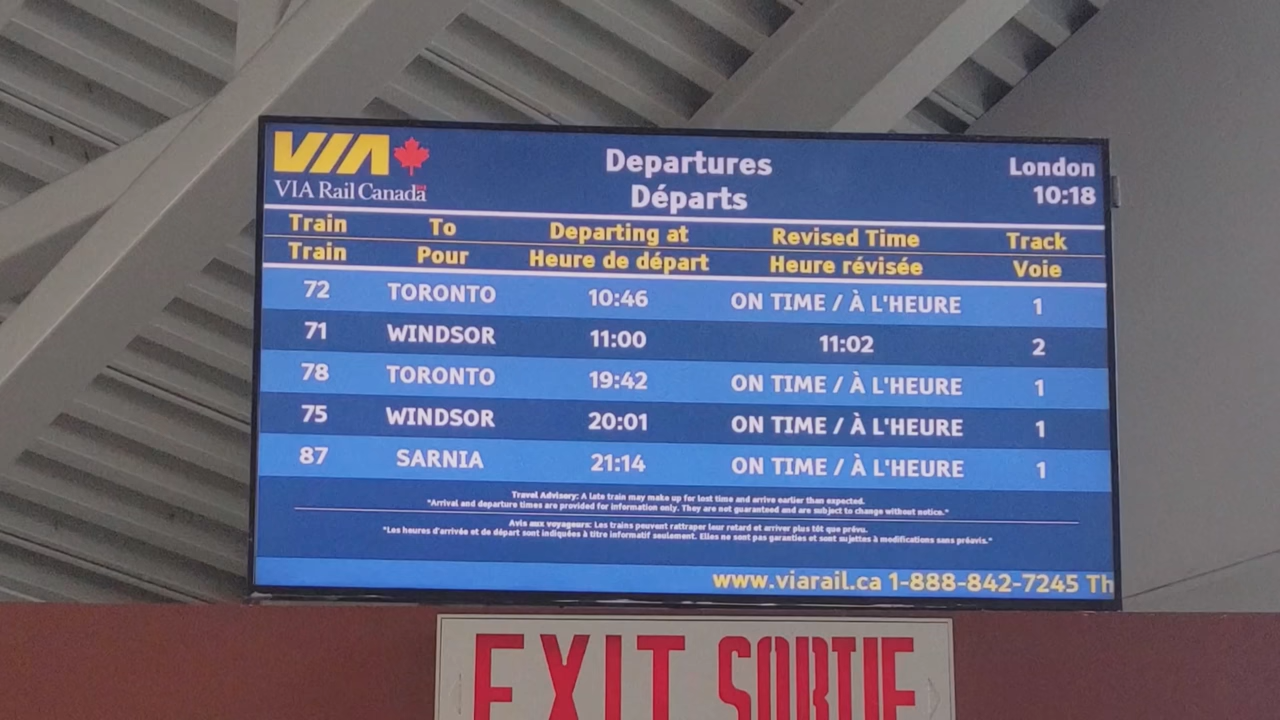 VIA
VIA Rail Canada
Departures
Départs
London
10:18
Train To Departing at Revised Time Track
Train Pour Heure de départ Heure révisée Voie
72 TORONTO 10:46 ON TIME / À L'HEURE 1
71 WINDSOR 11:00 11:02 2
78 TORONTO 19:42 ON TIME / À L'HEURE 1
75 WINDSOR 20:01 ON TIME / À L'HEURE 1
87 SARNIA 21:14 ON TIME / À L'HEURE 1
Travel Advisory: A late train may make up for lost time and arrive earlier than expected.
"Arrival and departure times are provided for information only. They are not guaranteed and are subject to change without notice."
Avis aux voyageurs: Les trains peuvent rattraper leur retard et arriver plus tôt que prévu.
"Les heures d'arrivée et de départ sont indiquées à titre informatif seulement. Elles ne sont pas garanties et sont sujettes à modifications sans préavis."
www.viarail.ca 1-888-842-7245 Th
EXIT SORTIE